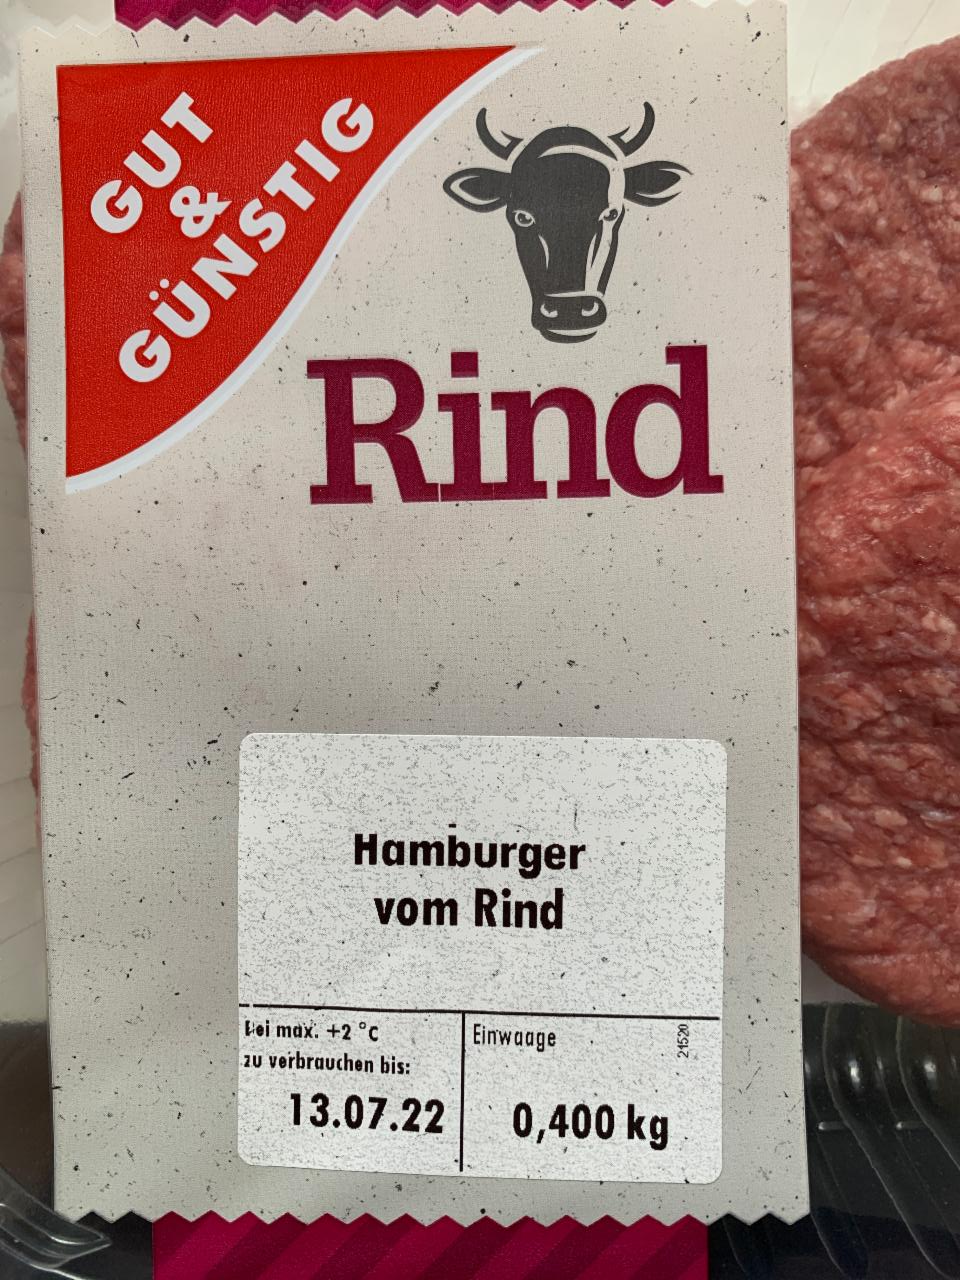 GUT
&
GÜNSTIG
Rind
Hamburger
vom Rind
Bei max. +2 °C
zu verbrauchen bis:
13.07.22
Einwaage
21520
0,400 kg